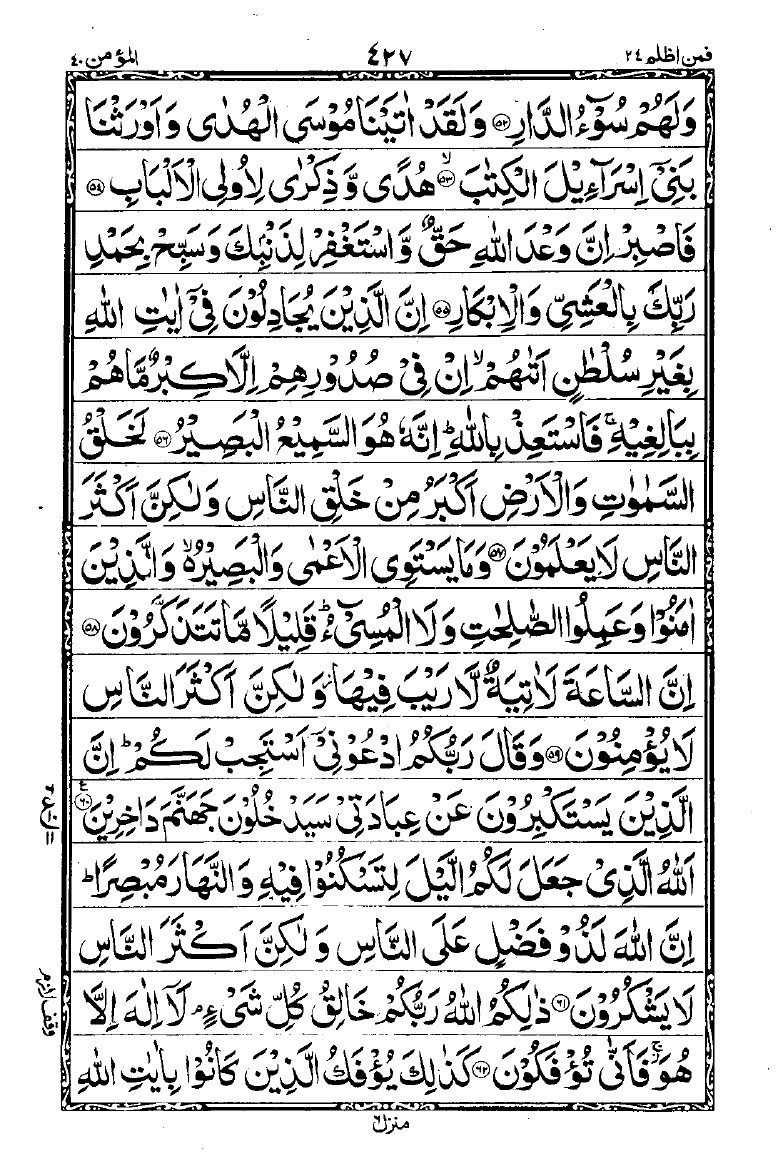 فمن اظلم ٢٤
٤٢٧
المؤمن ٤٠
وَلَهُمْ سُوْٓءُ الدَّارِ ﴿٥٢﴾ وَلَقَدْ اٰتَيْنَا مُوْسَى الْهُدٰى وَاَوْرَثْنَا
بَنِيْٓ اِسْرَآءِيْلَ الْكِتٰبَ ﴿٥٣﴾ۙ هُدًى وَّ ذِكْرٰى لِاُولِى الْاَلْبَابِ ﴿٥٤﴾
فَاصْبِرْ اِنَّ وَعْدَ اللّٰهِ حَقٌّ وَّاسْتَغْفِرْ لِذَنْۢبِكَ وَسَبِّحْ بِحَمْدِ
رَبِّكَ بِالْعَشِيِّ وَالْاِبْكَارِ ﴿٥٥﴾ اِنَّ الَّذِيْنَ يُجَادِلُوْنَ فِيْٓ اٰيٰتِ اللّٰهِ
بِغَيْرِ سُلْطٰنٍ اَتٰىهُمْ ۙ اِنْ فِيْ صُدُوْرِهِمْ اِلَّا كِبْرٌ مَّا هُمْ
بِبَالِغِيْهِ ۚ فَاسْتَعِذْ بِاللّٰهِ ؕ اِنَّهٗ هُوَ السَّمِيْعُ الْبَصِيْرُ ﴿٥٦﴾ لَخَلْقُ
السَّمٰوٰتِ وَالْاَرْضِ اَكْبَرُ مِنْ خَلْقِ النَّاسِ وَلٰكِنَّ اَكْثَرَ
النَّاسِ لَا يَعْلَمُوْنَ ﴿٥٧﴾ وَمَا يَسْتَوِى الْاَعْمٰى وَالْبَصِيْرُ ۙ وَالَّذِيْنَ
اٰمَنُوْا وَعَمِلُوا الصّٰلِحٰتِ وَلَا الْمُسِيْٓءُ ؕ قَلِيْلًا مَّا تَتَذَكَّرُوْنَ ﴿٥٨﴾
اِنَّ السَّاعَةَ لَاٰتِيَةٌ لَّا رَيْبَ فِيْهَا وَلٰكِنَّ اَكْثَرَ النَّاسِ
لَا يُؤْمِنُوْنَ ﴿٥٩﴾ وَقَالَ رَبُّكُمُ ادْعُوْنِيْٓ اَسْتَجِبْ لَكُمْ ؕ اِنَّ
الَّذِيْنَ يَسْتَكْبِرُوْنَ عَنْ عِبَادَتِيْ سَيَدْخُلُوْنَ جَهَنَّمَ دَاخِرِيْنَ ﴿٦٠﴾
اَللّٰهُ الَّذِيْ جَعَلَ لَكُمُ الَّيْلَ لِتَسْكُنُوْا فِيْهِ وَالنَّهَارَ مُبْصِرًا ؕ
اِنَّ اللّٰهَ لَذُوْ فَضْلٍ عَلَى النَّاسِ وَلٰكِنَّ اَكْثَرَ النَّاسِ
لَا يَشْكُرُوْنَ ﴿٦١﴾ ذٰلِكُمُ اللّٰهُ رَبُّكُمْ خَالِقُ كُلِّ شَيْءٍ ۘ لَآ اِلٰهَ اِلَّا
هُوَ ۚ فَاَنّٰى تُؤْفَكُوْنَ ﴿٦٢﴾ كَذٰلِكَ يُؤْفَكُ الَّذِيْنَ كَانُوْا بِاٰيٰتِ اللّٰهِ
وقف لازم
منزل ٦